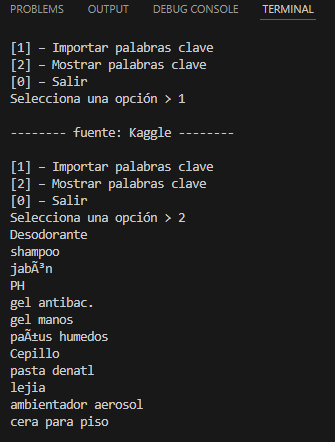 PROBLEMS OUTPUT DEBUG CONSOLE TERMINAL
[1] – Importar palabras clave
[2] – Mostrar palabras clave
[0] – Salir
Selecciona una opción > 1
-------- fuente: Kaggle --------
[1] – Importar palabras clave
[2] – Mostrar palabras clave
[0] – Salir
Selecciona una opción > 2
Desodorante
shampoo
jabÃ³n
PH
gel antibac.
gel manos
paÃ±us humedos
Cepillo
pasta denatl
lejia
ambientador aerosol
cera para piso